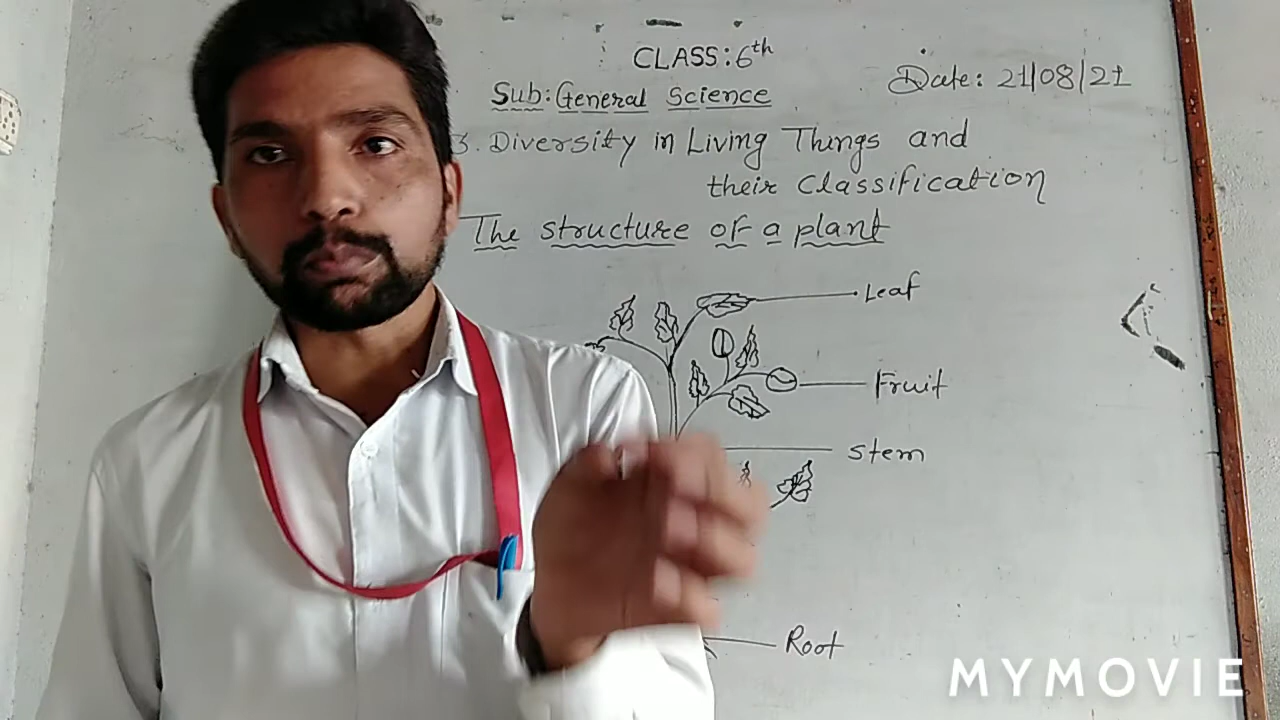 CLASS: 6th
Date: 21/08/21
Sub: General Science
3. Diversity in Living Things and
their Classification
The structure of a plant
Leaf
Fruit
stem
Root
MYMOVIE